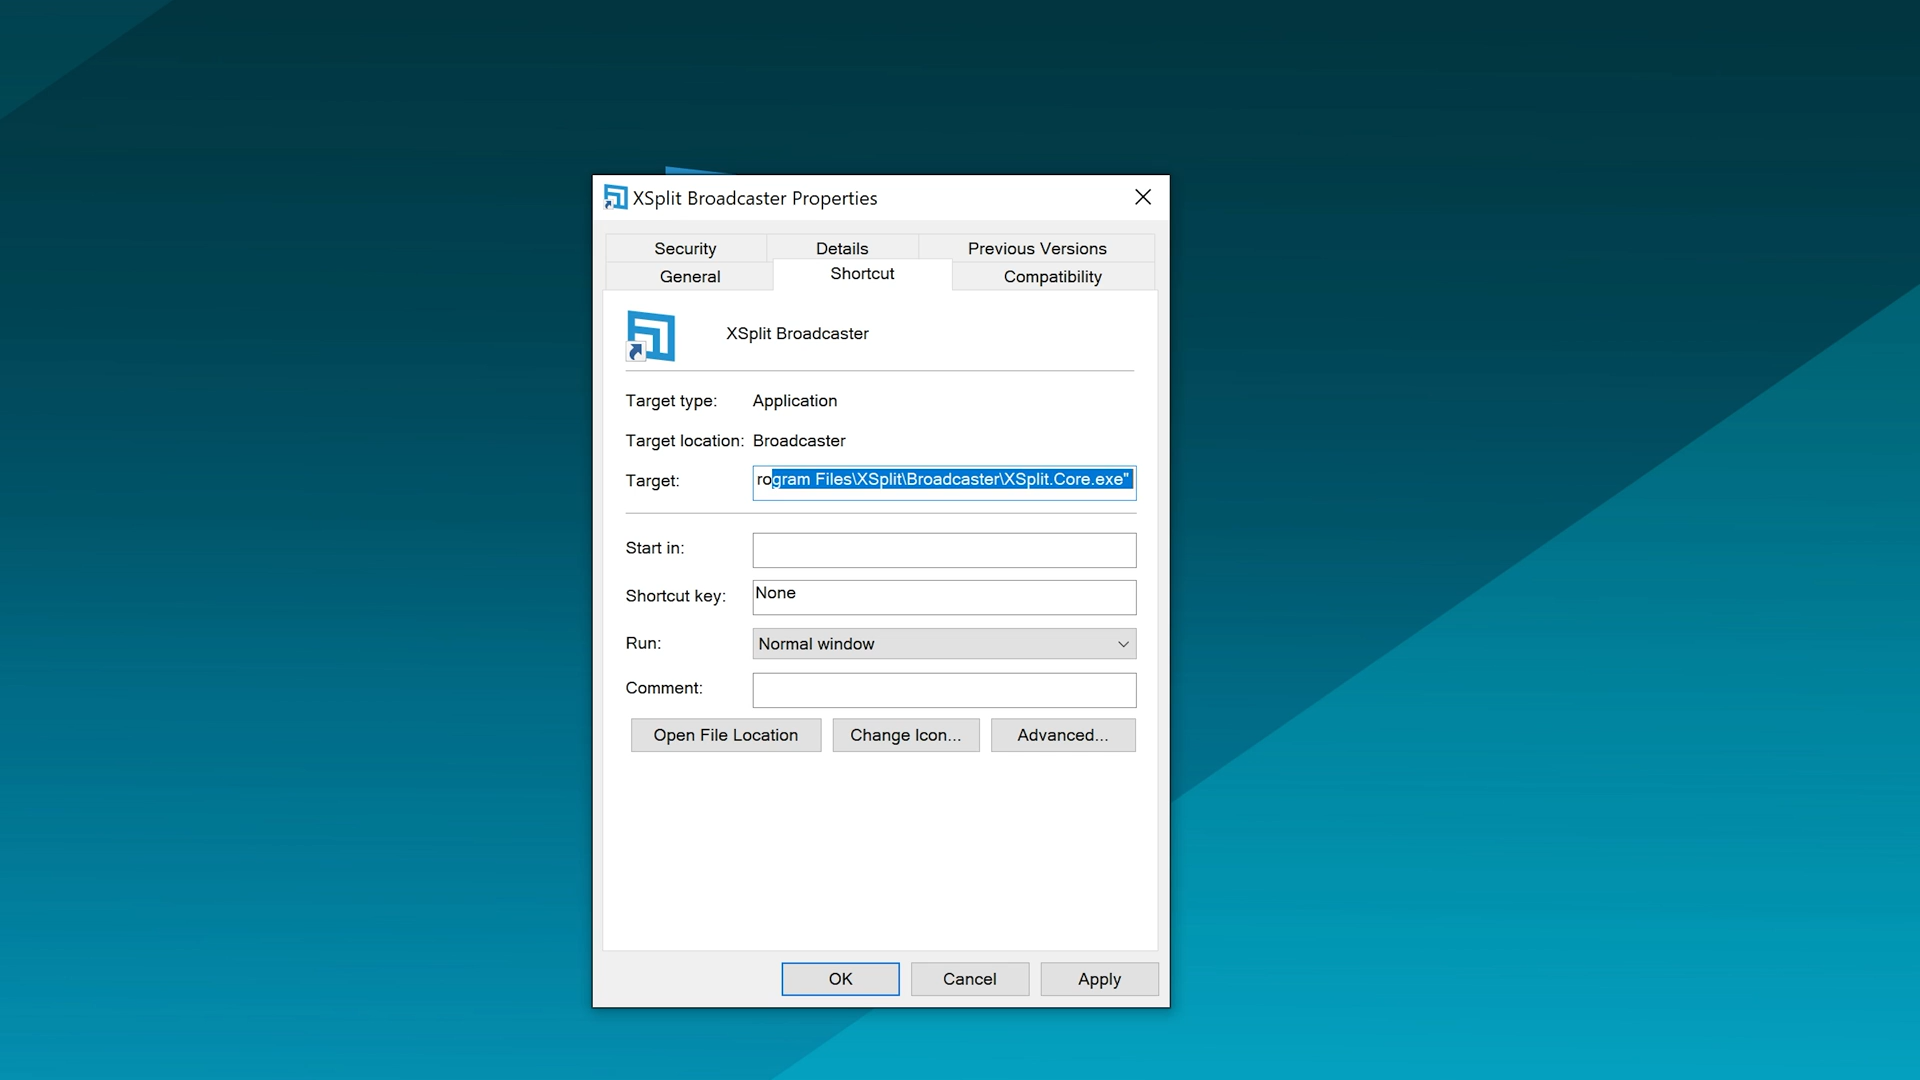 XSplit Broadcaster Properties
Security Details Previous Versions
General Shortcut Compatibility
XSplit Broadcaster
Target type: Application
Target location: Broadcaster
Target: rogram Files\XSplit\Broadcaster\XSplit.Core.exe"
Start in:
Shortcut key: None
Run: Normal window
Comment:
Open File Location Change Icon... Advanced...
OK Cancel Apply